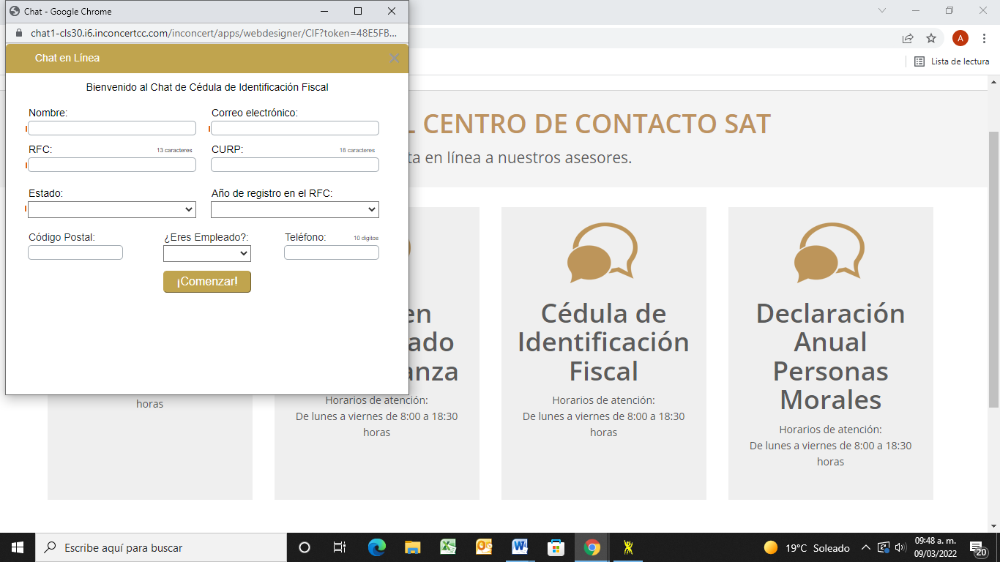 Chat - Google Chrome
chat1-cls30.i6.inconcertcc.com/inconcert/apps/webdesigner/CIF?token=48E5FB...
Chat en Línea
Bienvenido al Chat de Cédula de Identificación Fiscal
Nombre:
Correo electrónico:
RFC: 13 caracteres
CURP: 18 caracteres
Estado:
Año de registro en el RFC:
Código Postal:
¿Eres Empleado?:
Teléfono: 10 digitos
¡Comenzar!
A
Lista de lectura
L CENTRO DE CONTACTO SAT
ta en línea a nuestros asesores.
horas
en
ado
anza
Horarios de atención:
De lunes a viernes de 8:00 a 18:30
horas
Cédula de
Identificación
Fiscal
Horarios de atención:
De lunes a viernes de 8:00 a 18:30
horas
Declaración
Anual
Personas
Morales
Horarios de atención:
De lunes a viernes de 8:00 a 18:30
horas
Escribe aquí para buscar
19°C Soleado
09:48 a. m.
09/03/2022
20